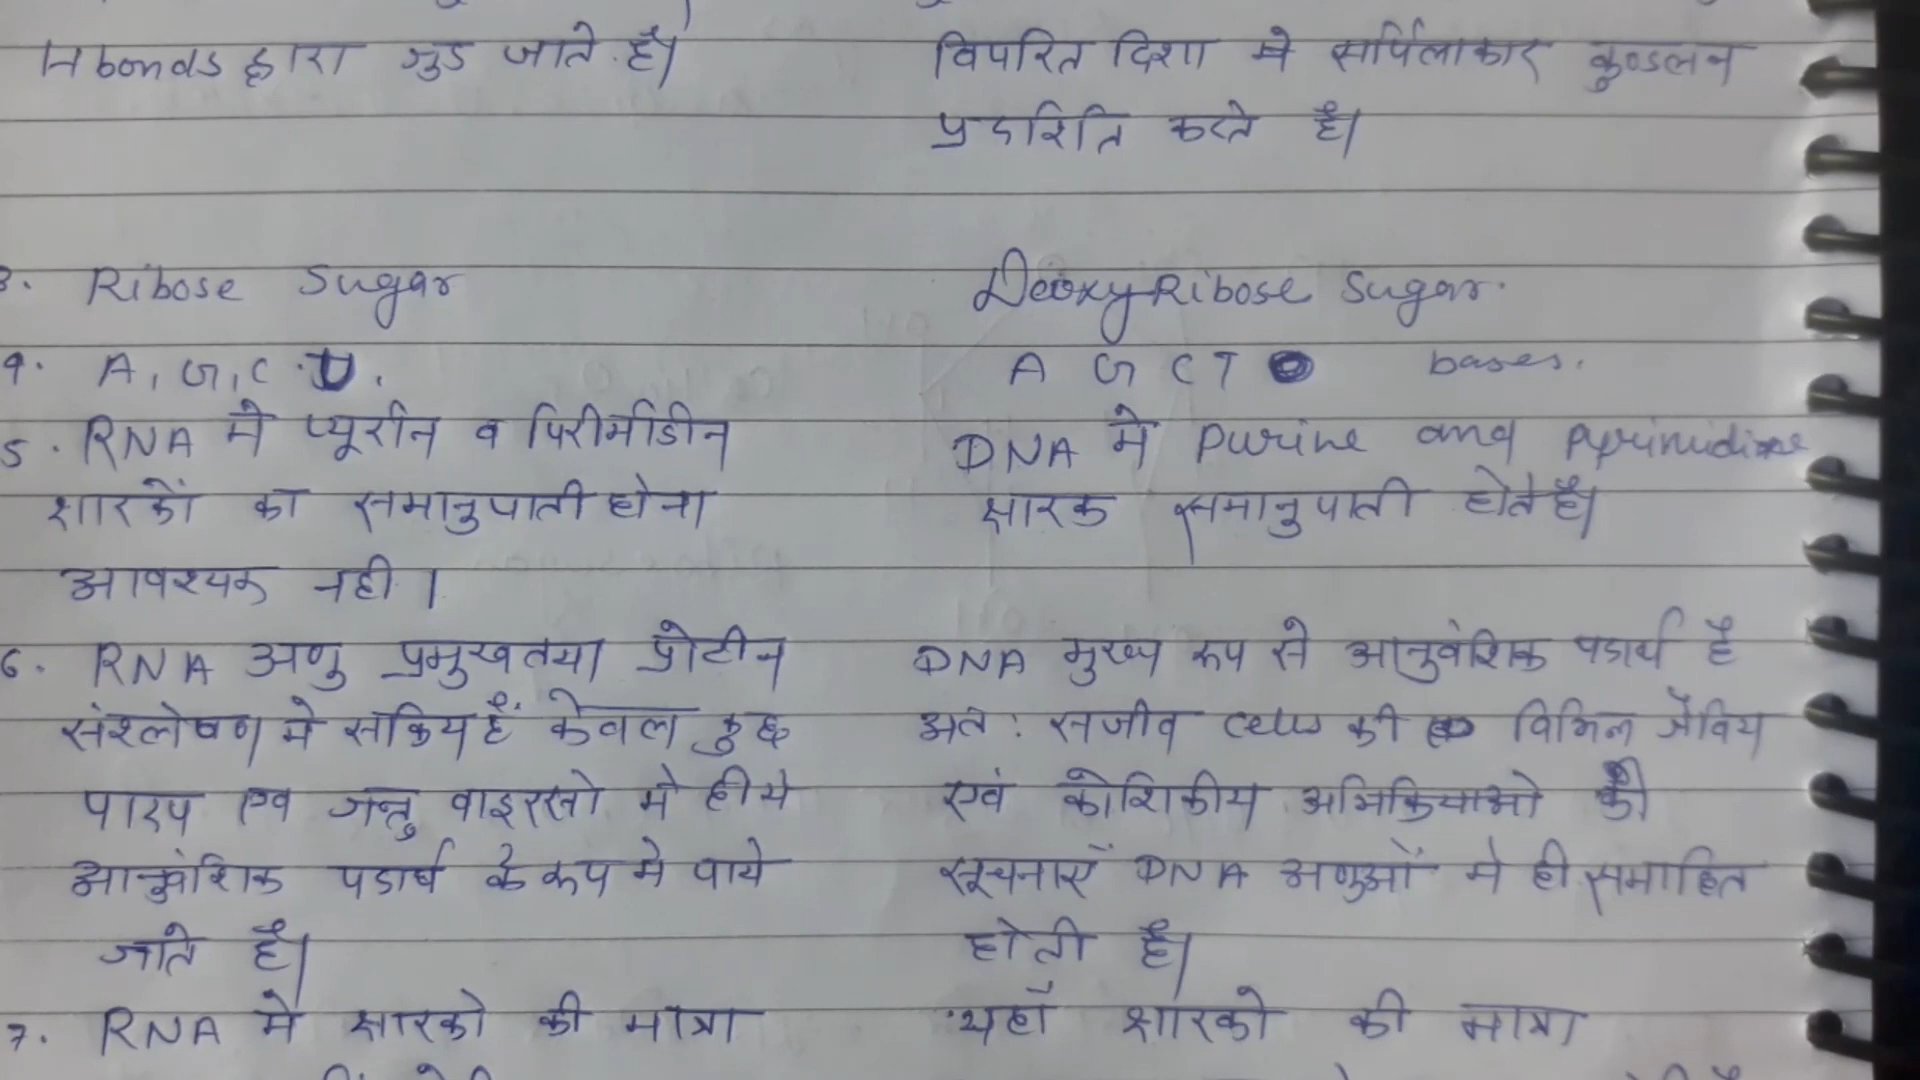 H bonds द्वारा जुड जाते है।
विपरित दिशा मे सर्पिलाकार कुण्डलन
प्रदर्शित करते है।
3. Ribose Sugar
Deoxy Ribose Sugar.
4. A, G, C, U.
A G C T bases.
5. RNA मे प्यूरीन व पिरीमीडीन
क्षारकों का समानुपाती होना
आवश्यक नही।
DNA मे purine and pyrimidine
क्षारक समानुपाती होते है।
6. RNA अणु प्रमुखतया प्रोटीन
संश्लेषण मे सक्रिय है, केवल कुछ
पादप एवं जन्तु वाइरसो मे ही ये
आनुवंशिक पदार्थ के रूप मे पाये
जाते है।
DNA मुख्य रूप से आनुवंशिक पदार्थ है
अतः सजीव cells की विभिन्न जैविय
एवं कोशिकीय अभिक्रियाओ की
सूचनाएँ DNA अणुओं मे ही समाहित
होती है।
7. RNA मे क्षारको की मात्रा
यहाँ क्षारको की मात्रा